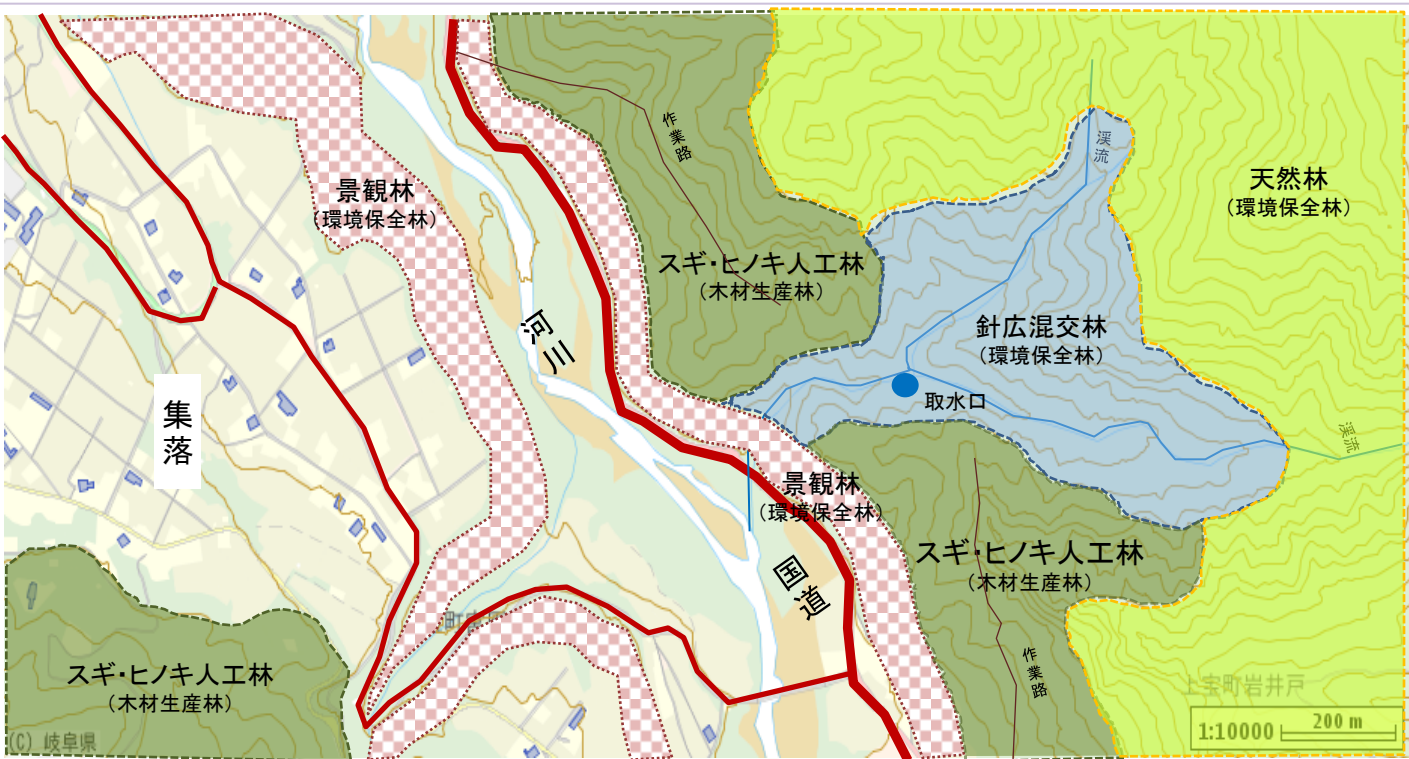 作業路
渓流
景観林
(環境保全林)
天然林
(環境保全林)
スギ・ヒノキ人工林
(木材生産林)
河川
針広混交林
(環境保全林)
取水口
集落
渓流
景観林
(環境保全林)
スギ・ヒノキ人工林
(木材生産林)
国道
作業路
スギ・ヒノキ人工林
(木材生産林)
上宝町岩井戸
1:10000 200 m
(C) 岐阜県